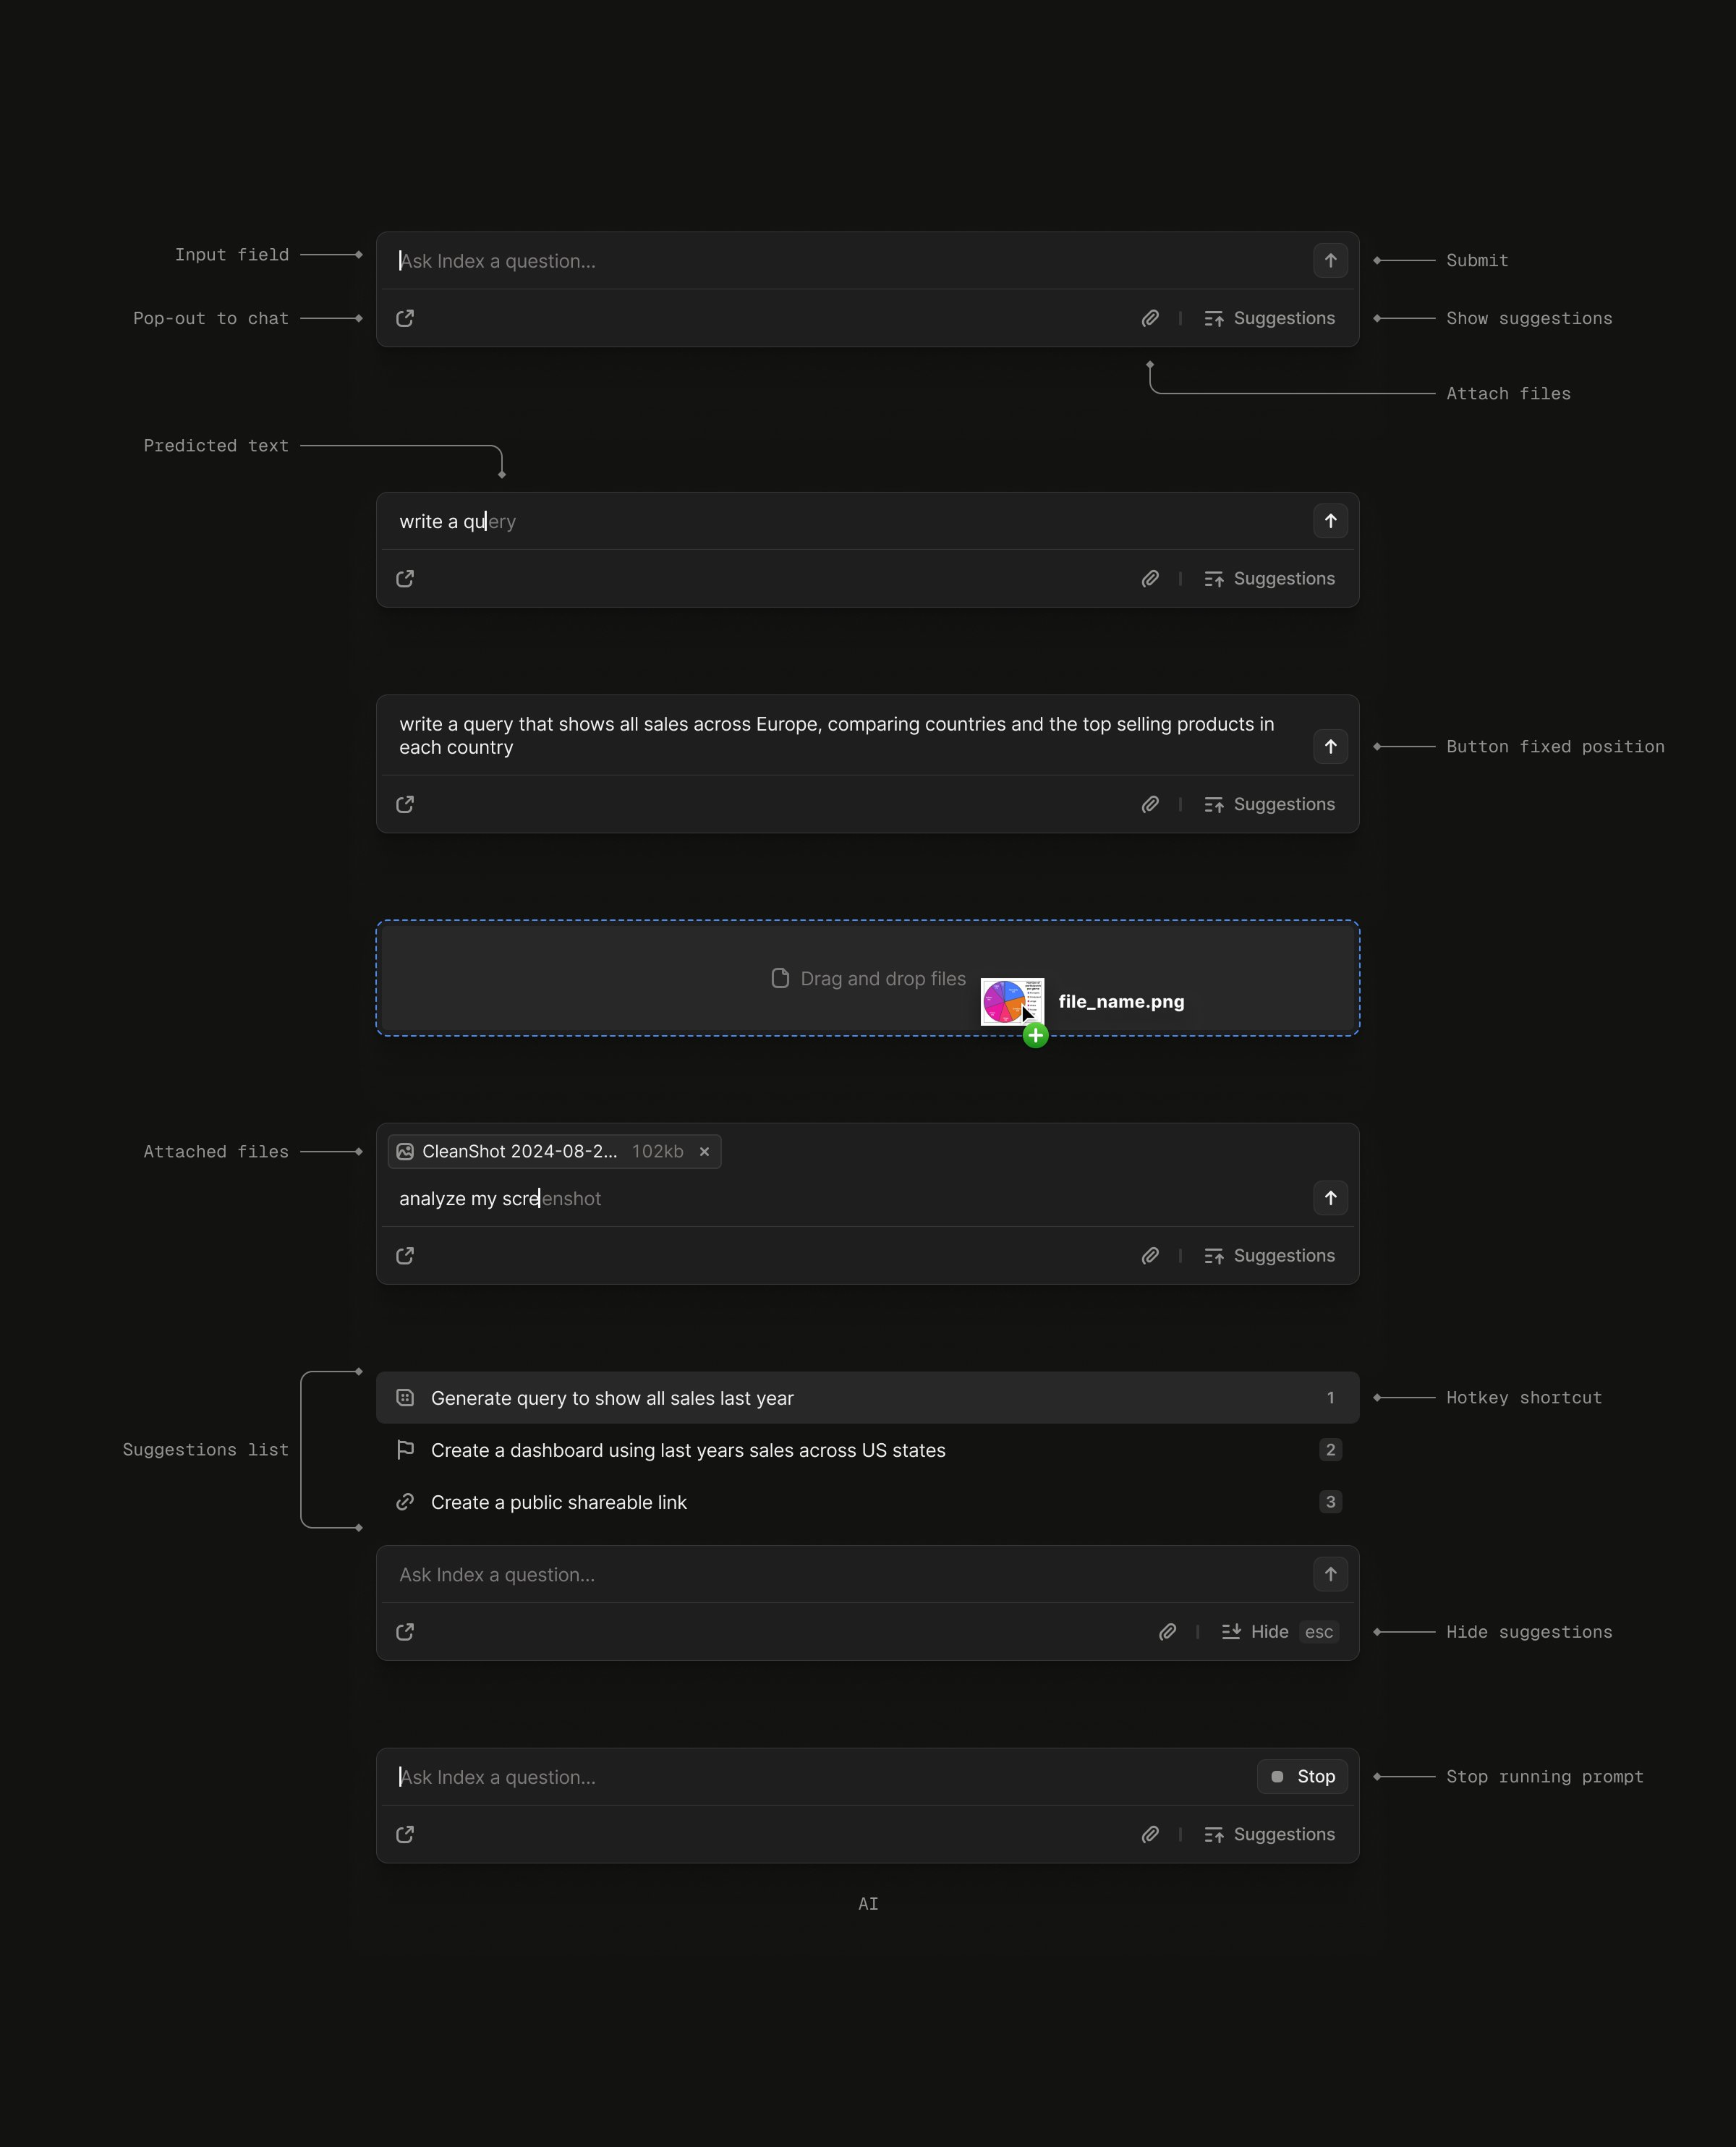 Input field
Ask Index a question...
Submit
Pop-out to chat
Suggestions
Show suggestions
Attach files
Predicted text
write a query
Suggestions
write a query that shows all sales across Europe, comparing countries and the top selling products in
each country
Button fixed position
Suggestions
Drag and drop files
file_name.png
Attached files
CleanShot 2024-08-2... 102kb
analyze my screenshot
Suggestions
Generate query to show all sales last year 1
Hotkey shortcut
Suggestions list
Create a dashboard using last years sales across US states 2
Create a public shareable link 3
Ask Index a question...
Hide esc
Hide suggestions
Ask Index a question...
Stop
Stop running prompt
Suggestions
AI